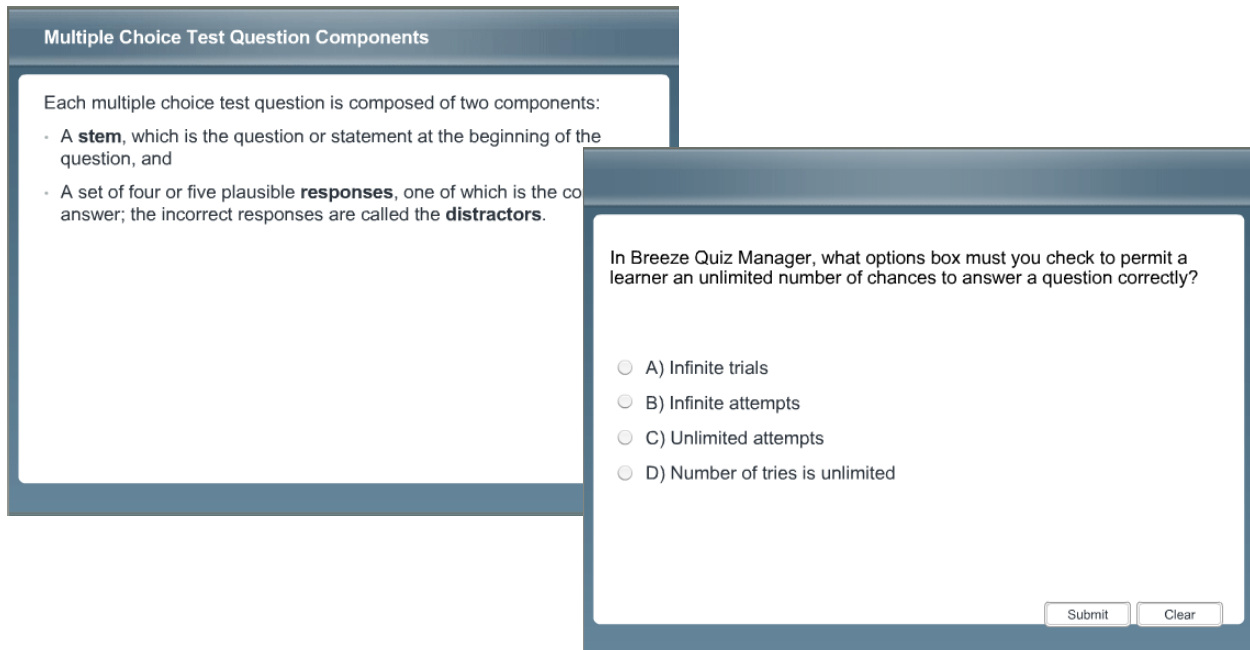 Multiple Choice Test Question Components
Each multiple choice test question is composed of two components:
· A stem, which is the question or statement at the beginning of the
question, and
· A set of four or five plausible responses, one of which is the co
answer; the incorrect responses are called the distractors.
In Breeze Quiz Manager, what options box must you check to permit a
learner an unlimited number of chances to answer a question correctly?
A) Infinite trials
B) Infinite attempts
C) Unlimited attempts
D) Number of tries is unlimited
Submit Clear